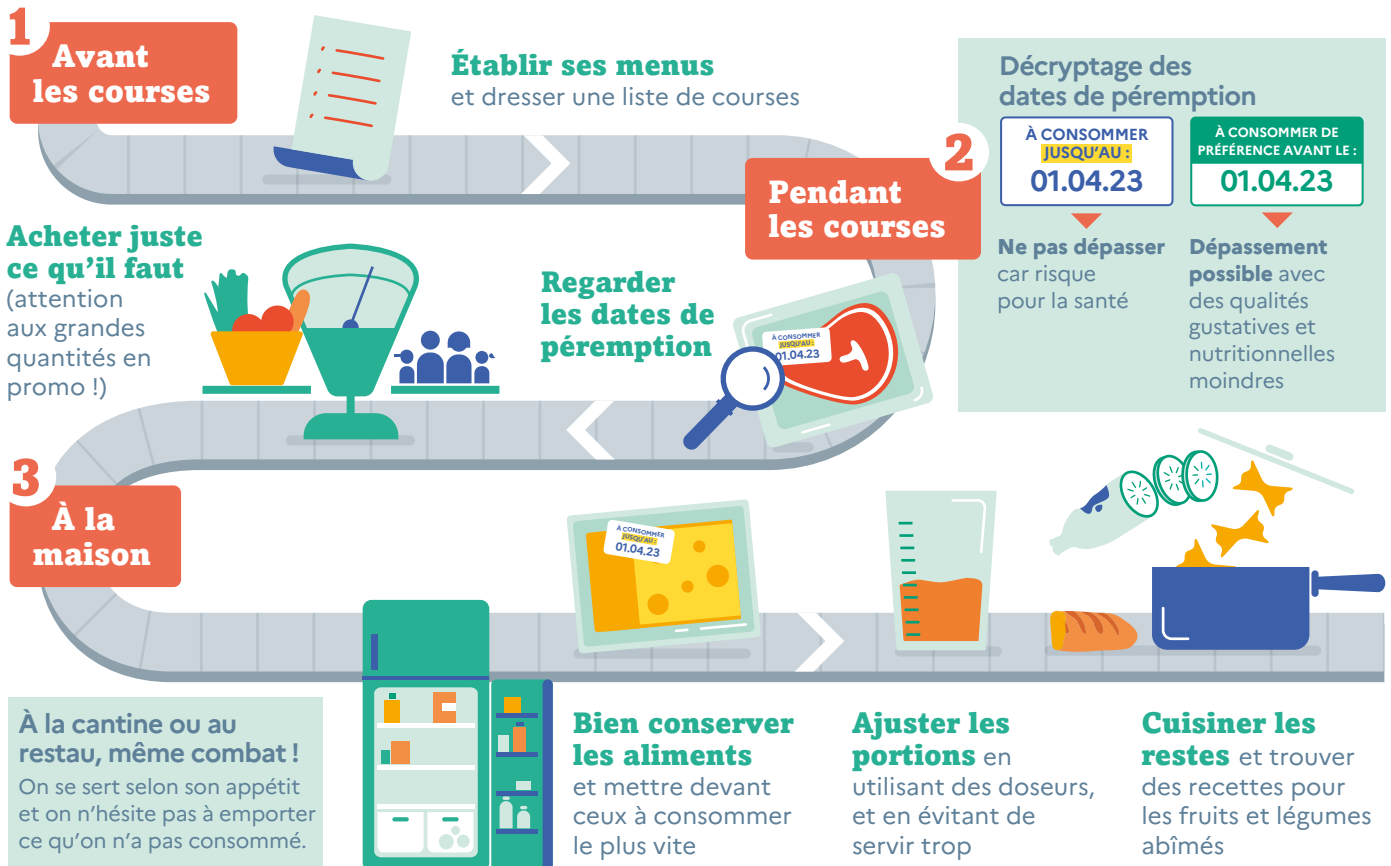 1
Avant
les courses
Établir ses menus
et dresser une liste de courses
2
Pendant
les courses
Décryptage des
dates de péremption
À CONSOMMER
JUSQU'AU :
01.04.23
Ne pas dépasser
car risque
pour la santé
À CONSOMMER DE
PRÉFÉRENCE AVANT LE :
01.04.23
Dépassement
possible avec
des qualités
gustatives et
nutritionnelles
moindres
Regarder
les dates de
péremption
À CONSOMMER
JUSQU'AU :
01.04.23
Acheter juste
ce qu'il faut
(attention
aux grandes
quantités en
promo !)
3
À la
maison
À CONSOMMER
JUSQU'AU :
01.04.23
Bien conserver
les aliments
et mettre devant
ceux à consommer
le plus vite
Ajuster les
portions en
utilisant des doseurs,
et en évitant de
servir trop
Cuisiner les
restes et trouver
des recettes pour
les fruits et légumes
abîmés
À la cantine ou au
restau, même combat !
On se sert selon son appétit
et on n'hésite pas à emporter
ce qu'on n'a pas consommé.